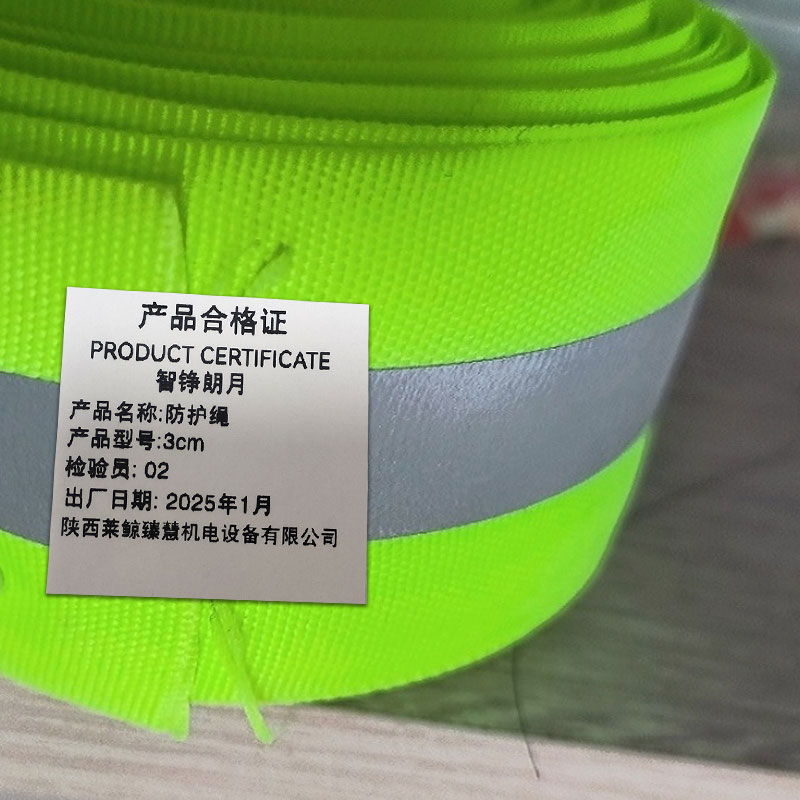 产品合格证
PRODUCT CERTIFICATE
智铮朗月
产品名称:防护绳
产品型号:3cm
检验员: 02
出厂日期: 2025年1月
陕西莱鲸臻慧机电设备有限公司